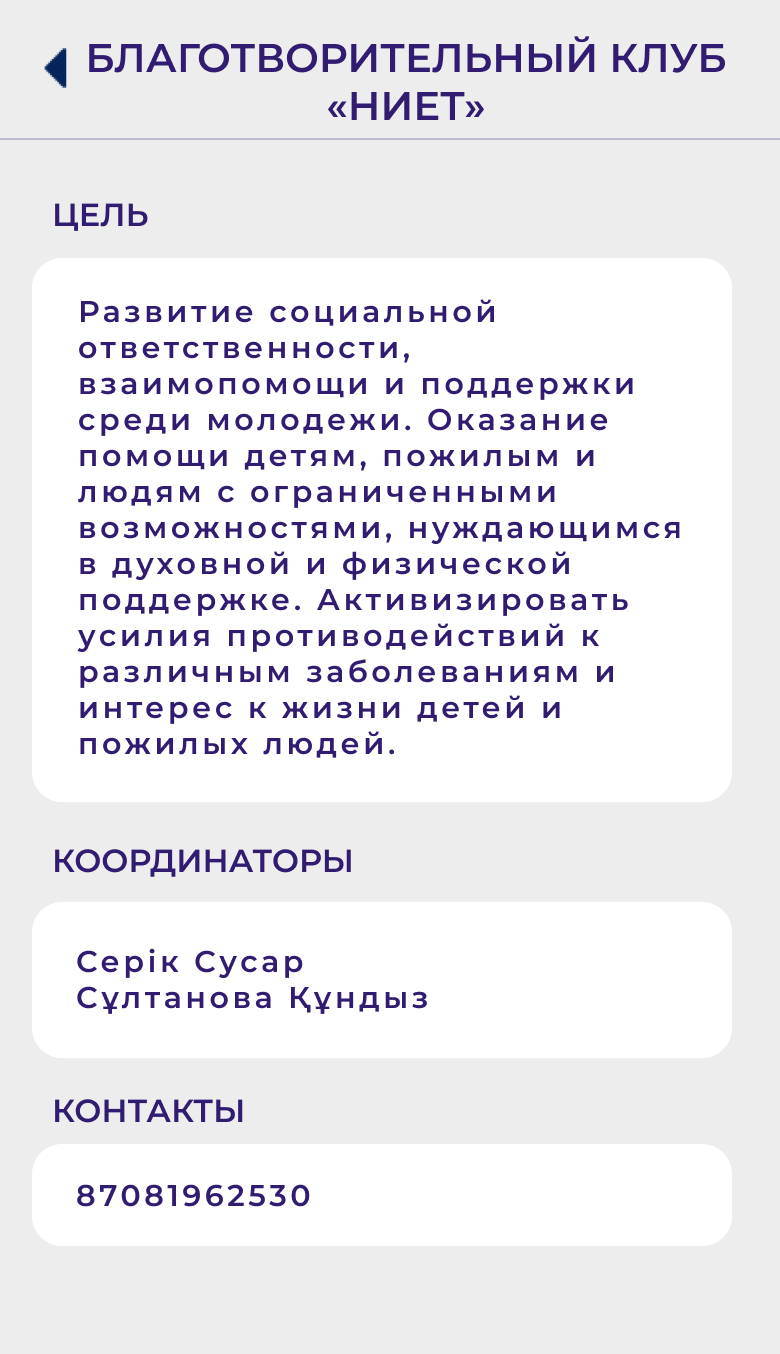 БЛАГОТВОРИТЕЛЬНЫЙ КЛУБ
«НИЕТ»
ЦЕЛЬ
Развитие социальной
ответственности,
взаимопомощи и поддержки
среди молодежи. Оказание
помощи детям, пожилым и
людям с ограниченными
возможностями, нуждающимся
в духовной и физической
поддержке. Активизировать
усилия противодействий к
различным заболеваниям и
интерес к жизни детей и
пожилых людей.
КООРДИНАТОРЫ
Серік Сусар
Сұлтанова Құндыз
КОНТАКТЫ
87081962530